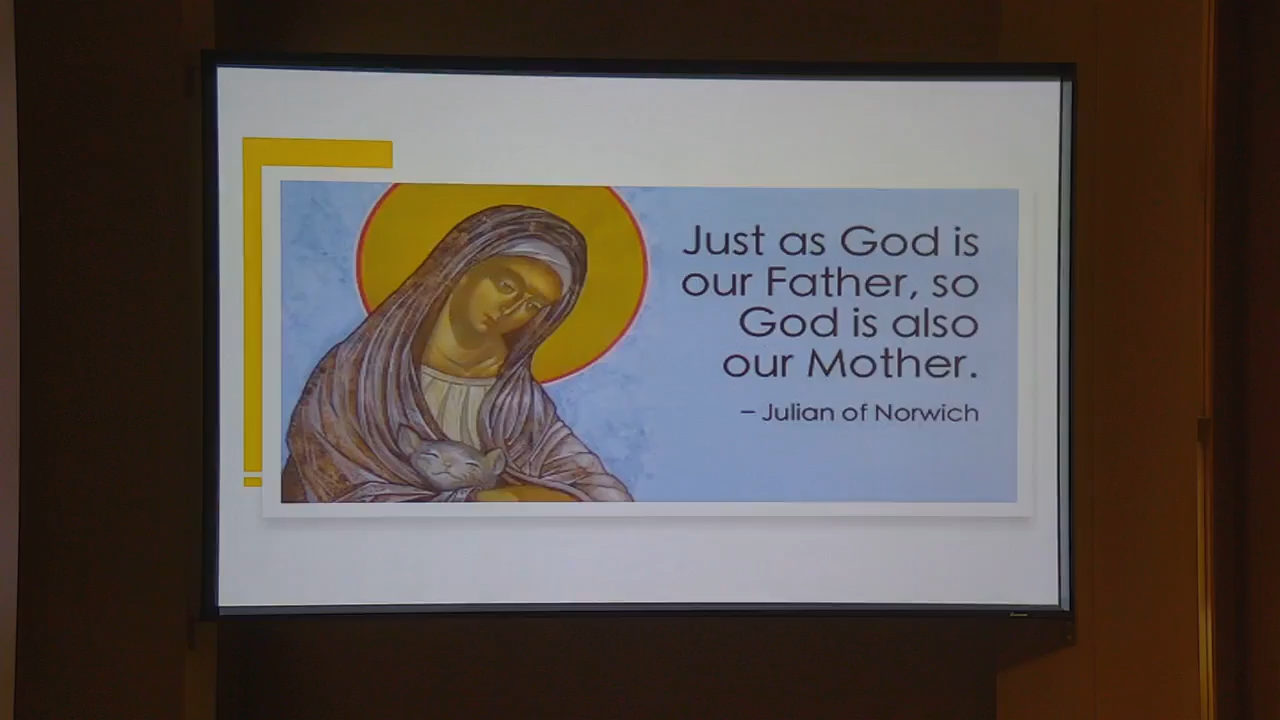 Just as God is
our Father, so
God is also
our Mother.
– Julian of Norwich